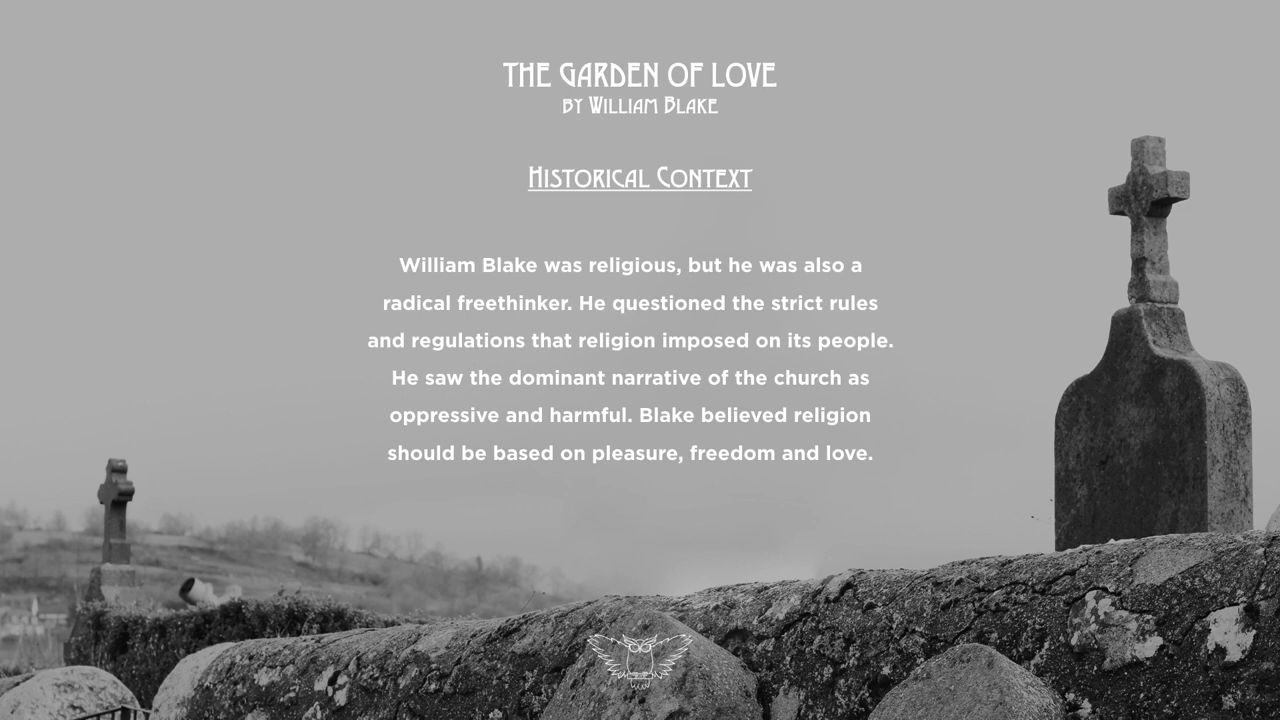 THE GARDEN OF LOVE
BY WILLIAM BLAKE
HISTORICAL CONTEXT
William Blake was religious, but he was also a
radical freethinker. He questioned the strict rules
and regulations that religion imposed on its people.
He saw the dominant narrative of the church as
oppressive and harmful. Blake believed religion
should be based on pleasure, freedom and love.